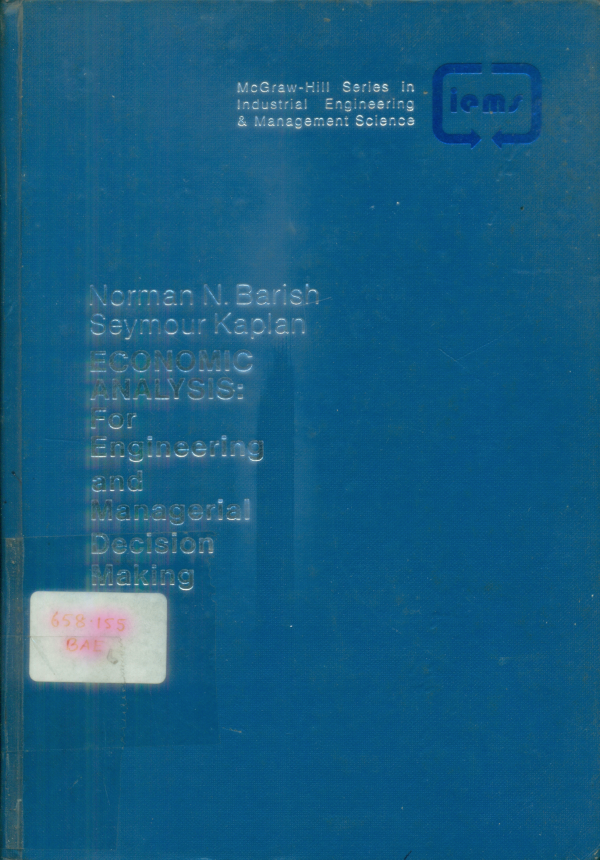 McGraw-Hill Series in
Industrial Engineering
& Management Science
iems
Norman N. Barish
Seymour Kaplan
ECONOMIC
ANALYSIS:
For
Engineering
and
Managerial
Decision
Making
658.155
BAE